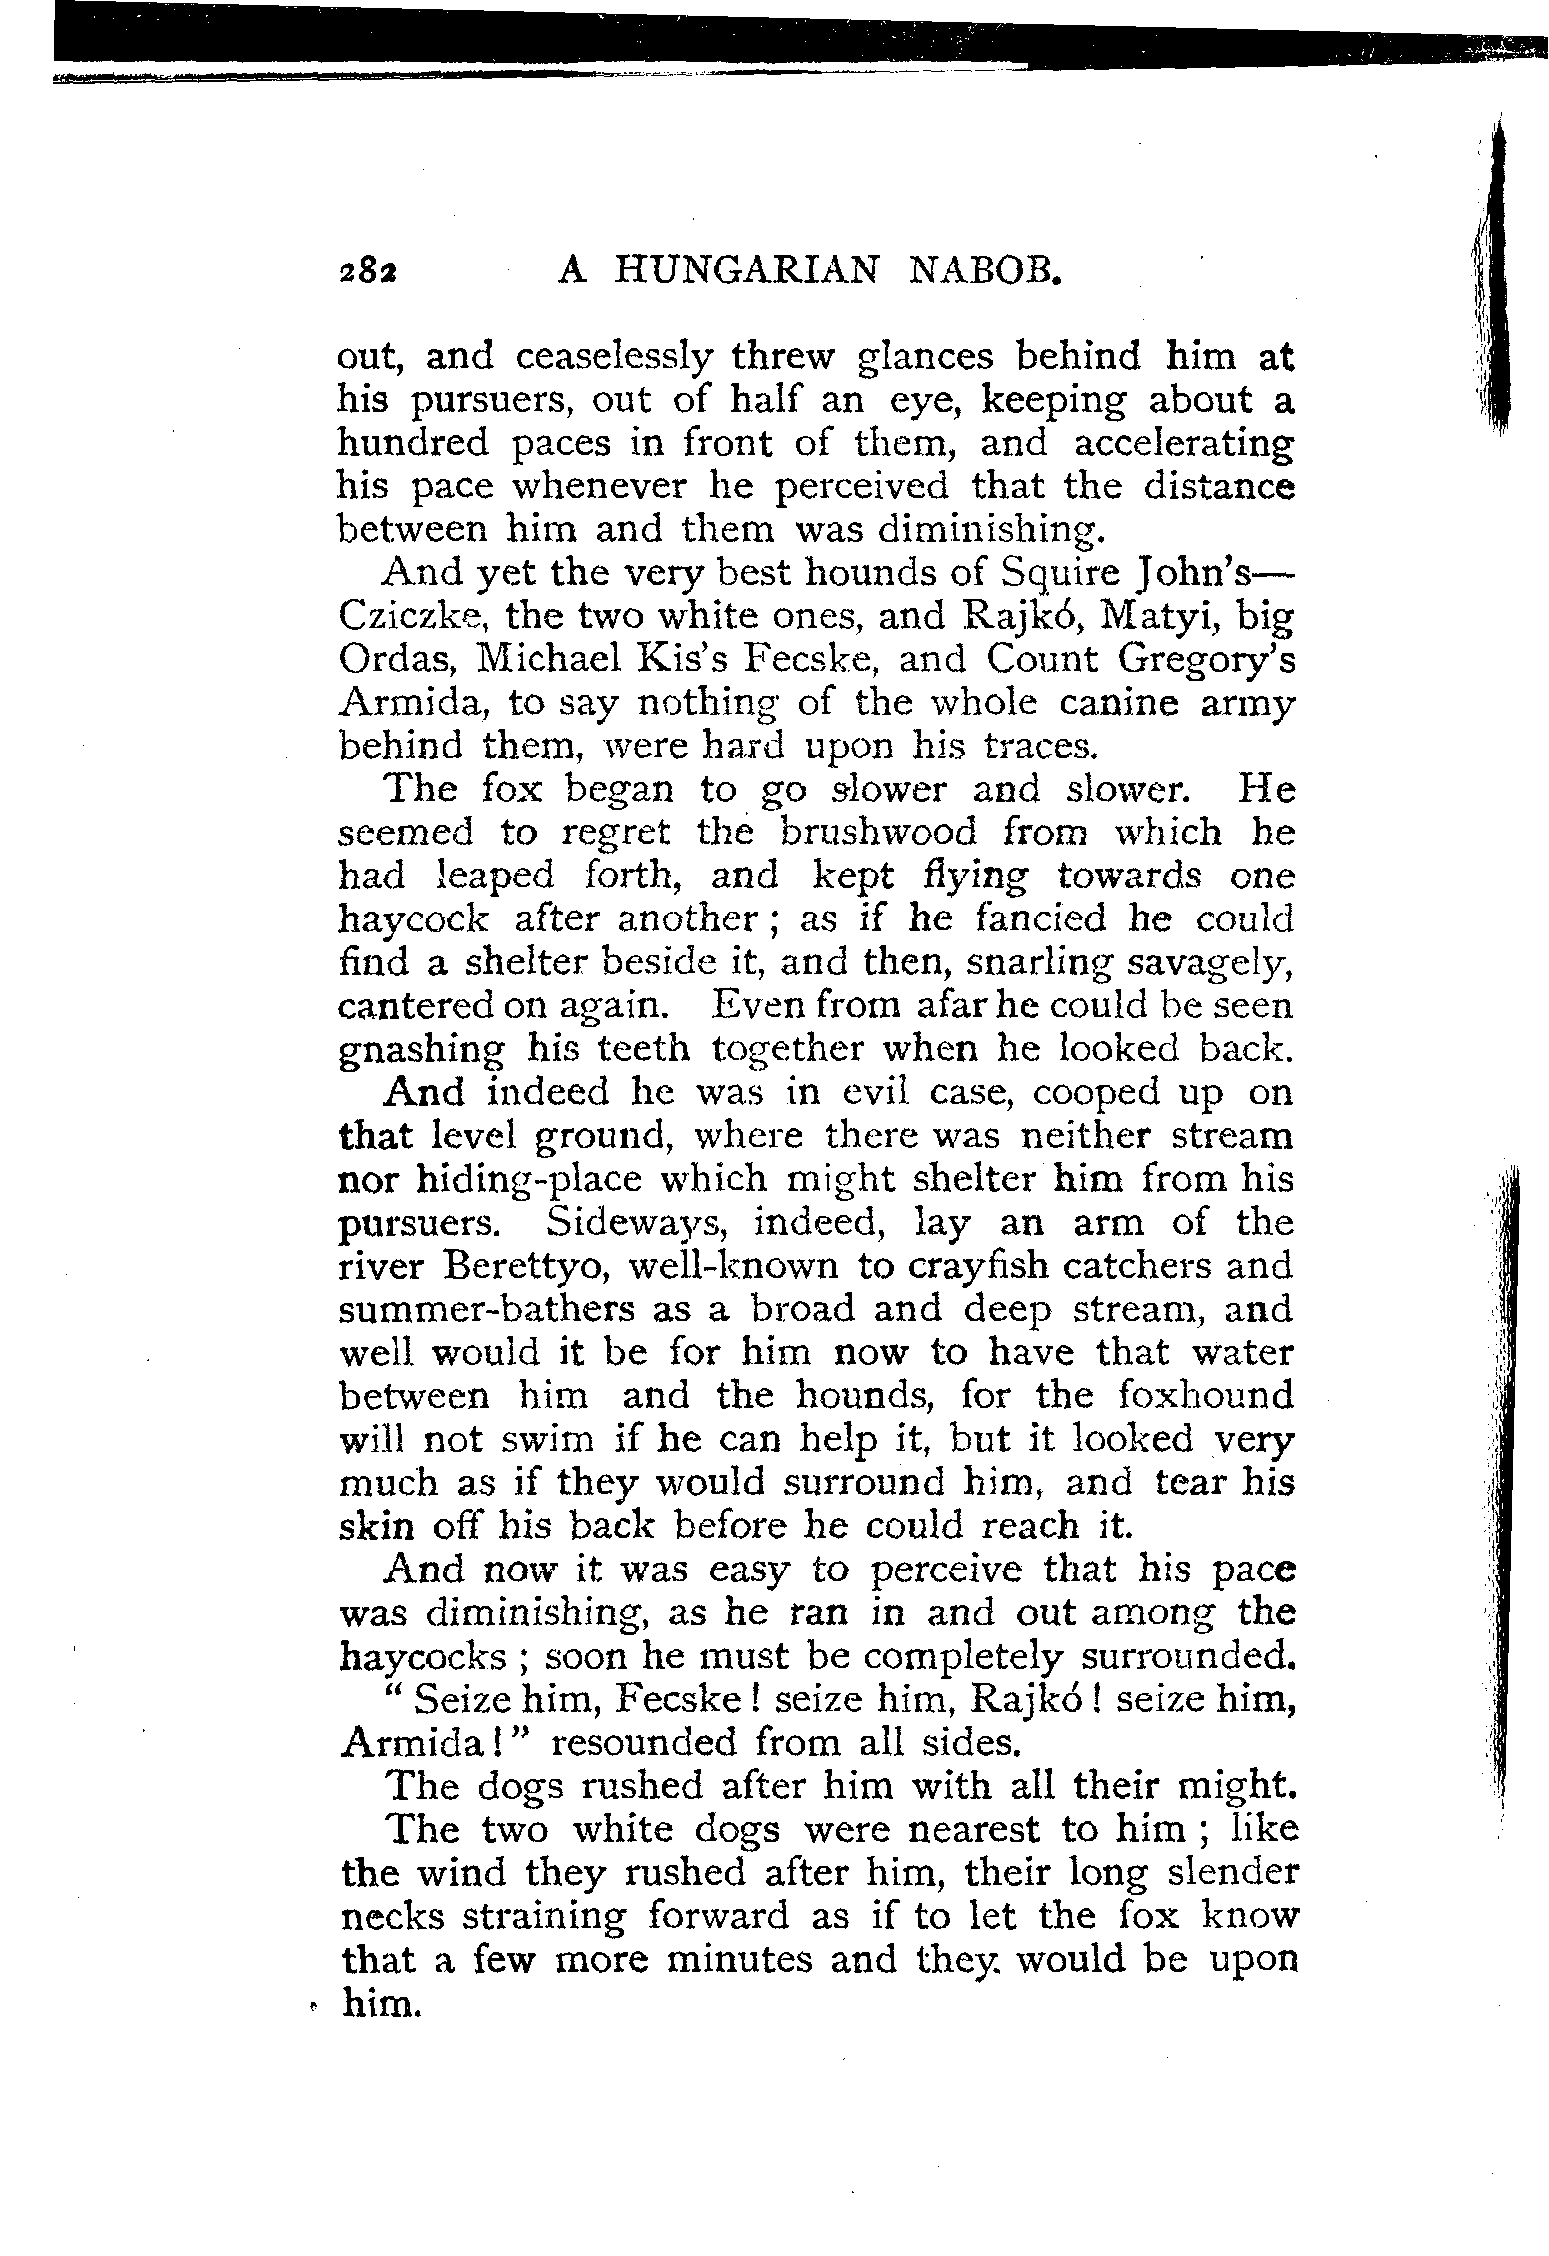 282 A HUNGARIAN NABOB.
out, and ceaselessly threw glances behind him at
his pursuers, out of half an eye, keeping about a
hundred paces in front of them, and accelerating
his pace whenever he perceived that the distance
between him and them was diminishing.
And yet the very best hounds of Squire John's—
Cziczke, the two white ones, and Rajkó, Matyi, big
Ordas, Michael Kis's Fecske, and Count Gregory's
Armida, to say nothing of the whole canine army
behind them, were hard upon his traces.
The fox began to go slower and slower. He
seemed to regret the brushwood from which he
had leaped forth, and kept flying towards one
haycock after another ; as if he fancied he could
find a shelter beside it, and then, snarling savagely,
cantered on again. Even from afar he could be seen
gnashing his teeth together when he looked back.
And indeed he was in evil case, cooped up on
that level ground, where there was neither stream
nor hiding-place which might shelter him from his
pursuers. Sideways, indeed, lay an arm of the
river Berettyo, well-known to crayfish catchers and
summer-bathers as a broad and deep stream, and
well would it be for him now to have that water
between him and the hounds, for the foxhound
will not swim if he can help it, but it looked very
much as if they would surround him, and tear his
skin off his back before he could reach it.
And now it was easy to perceive that his pace
was diminishing, as he ran in and out among the
haycocks ; soon he must be completely surrounded.
“ Seize him, Fecske ! seize him, Rajkó ! seize him,
Armida !” resounded from all sides.
The dogs rushed after him with all their might.
The two white dogs were nearest to him ; like
the wind they rushed after him, their long slender
necks straining forward as if to let the fox know
that a few more minutes and they would be upon
him.